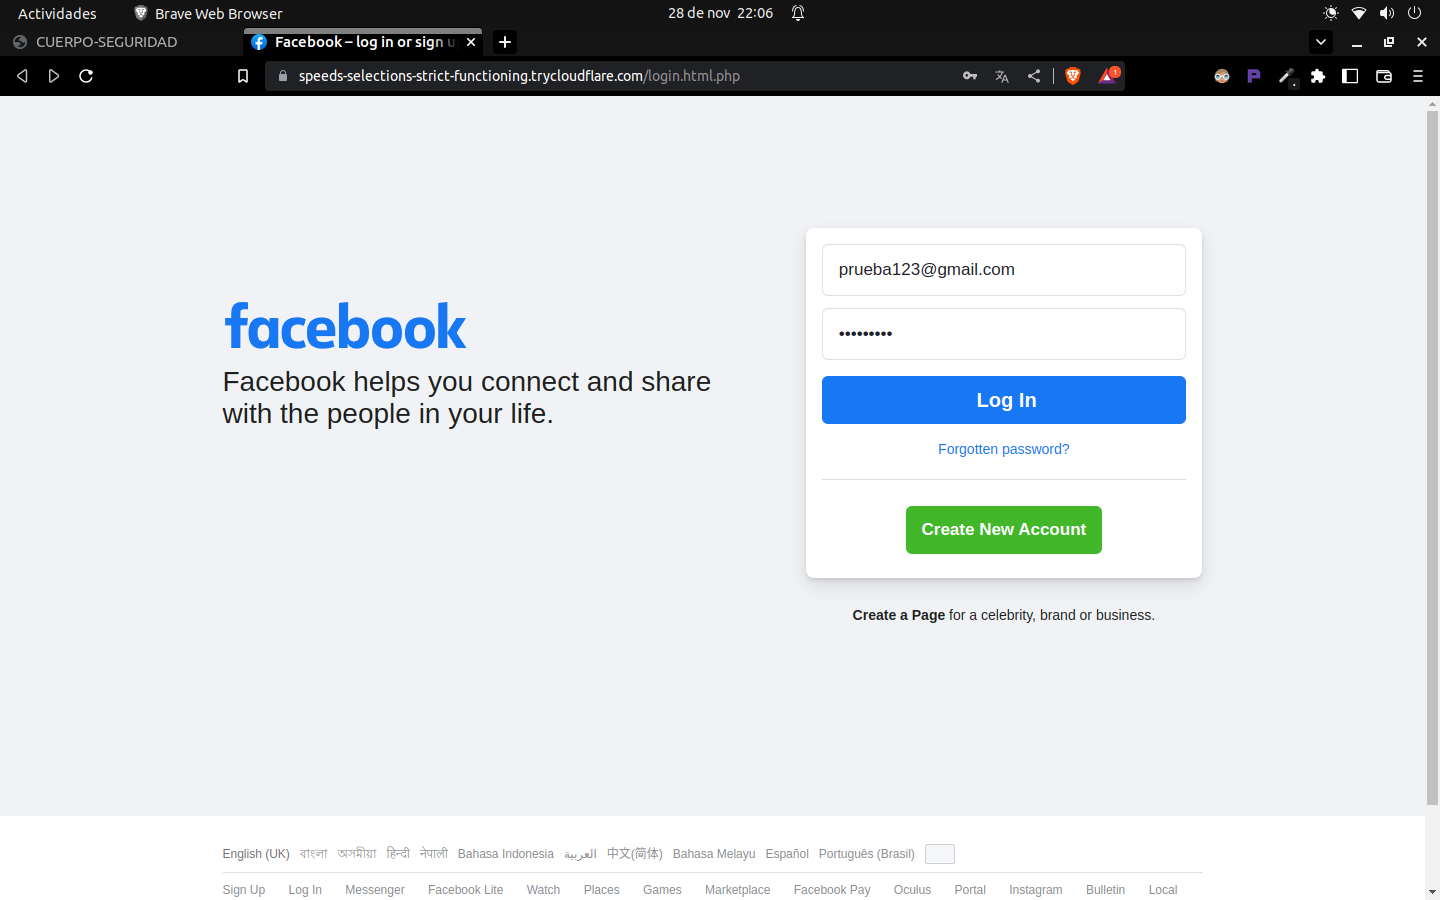 Actividades Brave Web Browser 28 de nov 22:06
CUERPO-SEGURIDAD Facebook – log in or sign u
speeds-selections-strict-functioning.trycloudflare.com/login.html.php 1
facebook
Facebook helps you connect and share
with the people in your life.
prueba123@gmail.com
•••••••••
Log In
Forgotten password?
Create New Account
Create a Page for a celebrity, brand or business.
English (UK) বাংলা অসমীয়া हिन्दी नेपाली Bahasa Indonesia العربية 中文(简体) Bahasa Melayu Español Português (Brasil)
Sign Up Log In Messenger Facebook Lite Watch Places Games Marketplace Facebook Pay Oculus Portal Instagram Bulletin Local